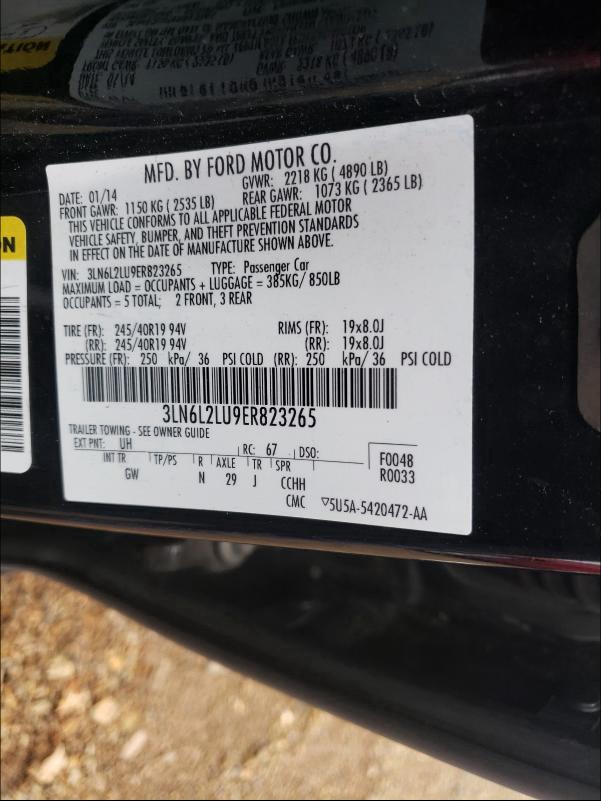 MFD. BY FORD MOTOR CO.
DATE: 01/14 GVWR: 2218 KG ( 4890 LB)
FRONT GAWR: 1150 KG ( 2535 LB) REAR GAWR: 1073 KG ( 2365 LB)
THIS VEHICLE CONFORMS TO ALL APPLICABLE FEDERAL MOTOR
VEHICLE SAFETY, BUMPER, AND THEFT PREVENTION STANDARDS
IN EFFECT ON THE DATE OF MANUFACTURE SHOWN ABOVE.
VIN: 3LN6L2LU9ER823265 TYPE: Passenger Car
MAXIMUM LOAD = OCCUPANTS + LUGGAGE = 385KG/ 850LB
OCCUPANTS = 5 TOTAL; 2 FRONT, 3 REAR
TIRE (FR): 245/40R19 94V RIMS (FR): 19x8.0J
(RR): 245/40R19 94V (RR): 19x8.0J
PRESSURE (FR): 250 kPa/ 36 PSI COLD (RR): 250 kPa/ 36 PSI COLD
3LN6L2LU9ER823265
TRAILER TOWING - SEE OWNER GUIDE
EXT PNT: UH RC: 67 DSO: F0048
INT TR TP/PS R AXLE TR SPR R0033
GW N 29 J CCHH
CMC ▽5U5A-5420472-AA